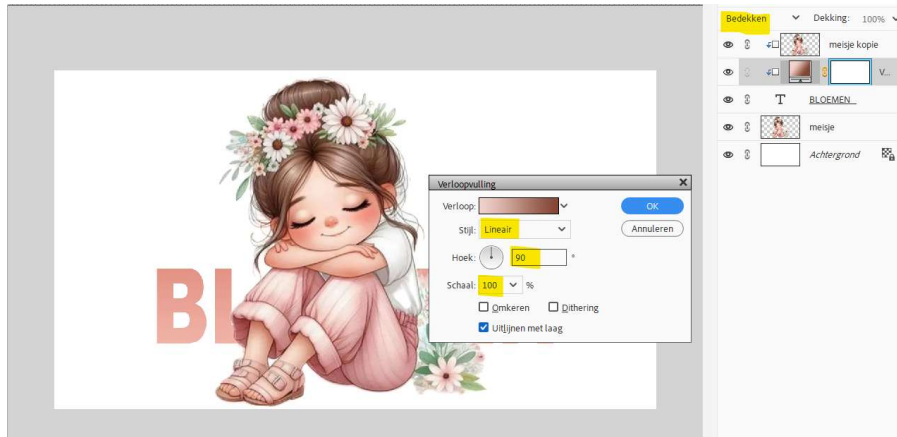 Bedekken Dekking: 100%
meisje kopie
V...
T BLOEMEN
meisje
Achtergrond
Verloopvulling
Verloop: OK
Stijl: Lineair Annuleren
Hoek: 90 °
Schaal: 100 %
Omkeren Dithering
Uitlijnen met laag